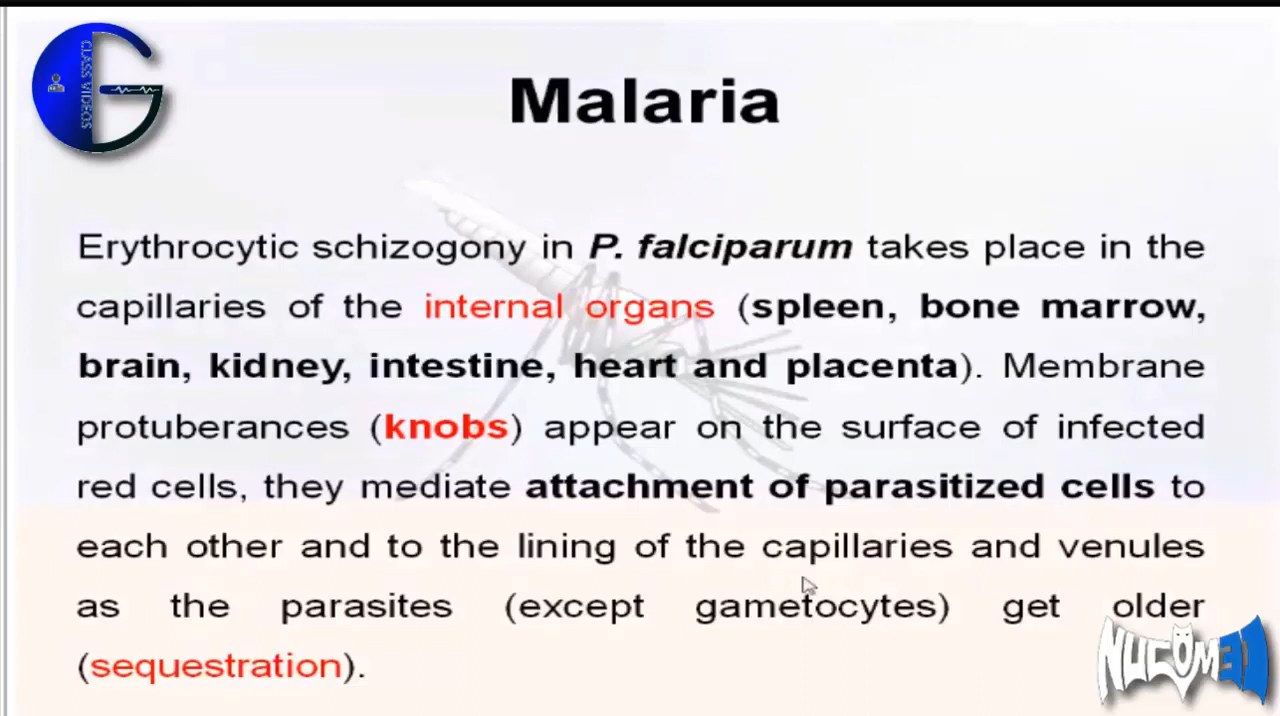 CLASS VIDEOS
Malaria
Erythrocytic schizogony in P. falciparum takes place in the
capillaries of the internal organs (spleen, bone marrow,
brain, kidney, intestine, heart and placenta). Membrane
protuberances (knobs) appear on the surface of infected
red cells, they mediate attachment of parasitized cells to
each other and to the lining of the capillaries and venules
as the parasites (except gametocytes) get older
(sequestration).
NUCOM31